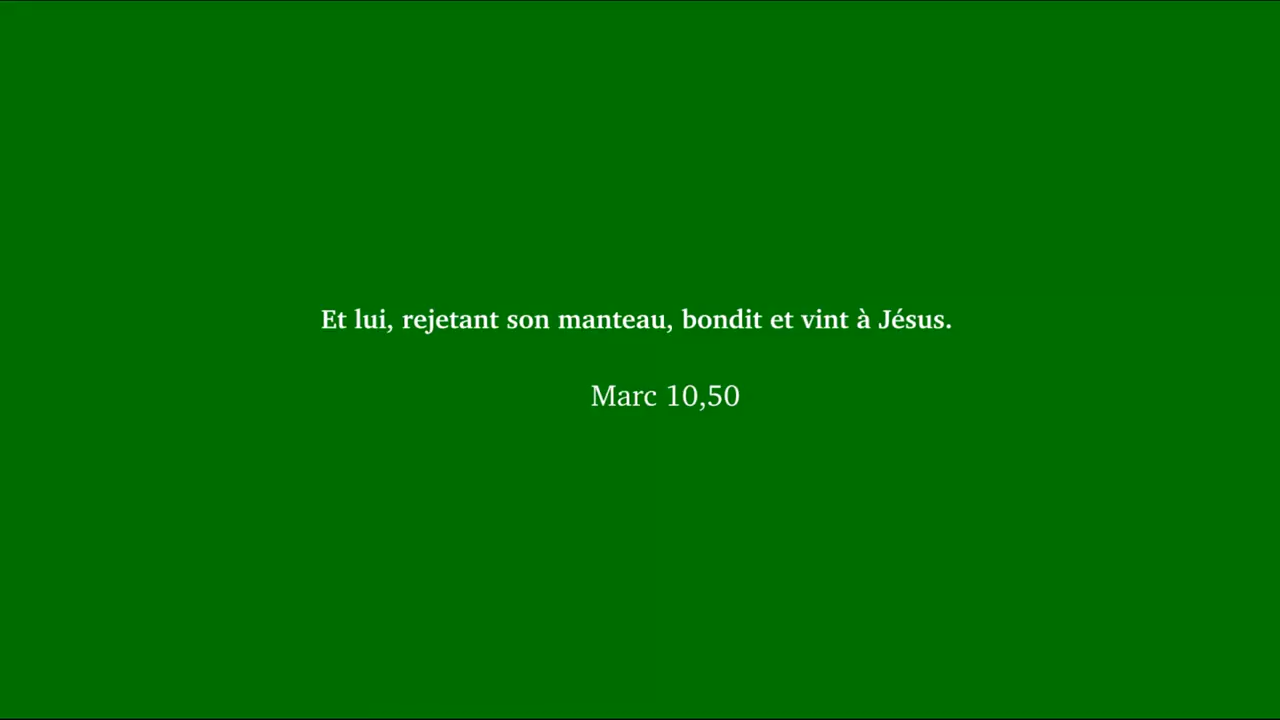 Et lui, rejetant son manteau, bondit et vint à Jésus.
Marc 10,50